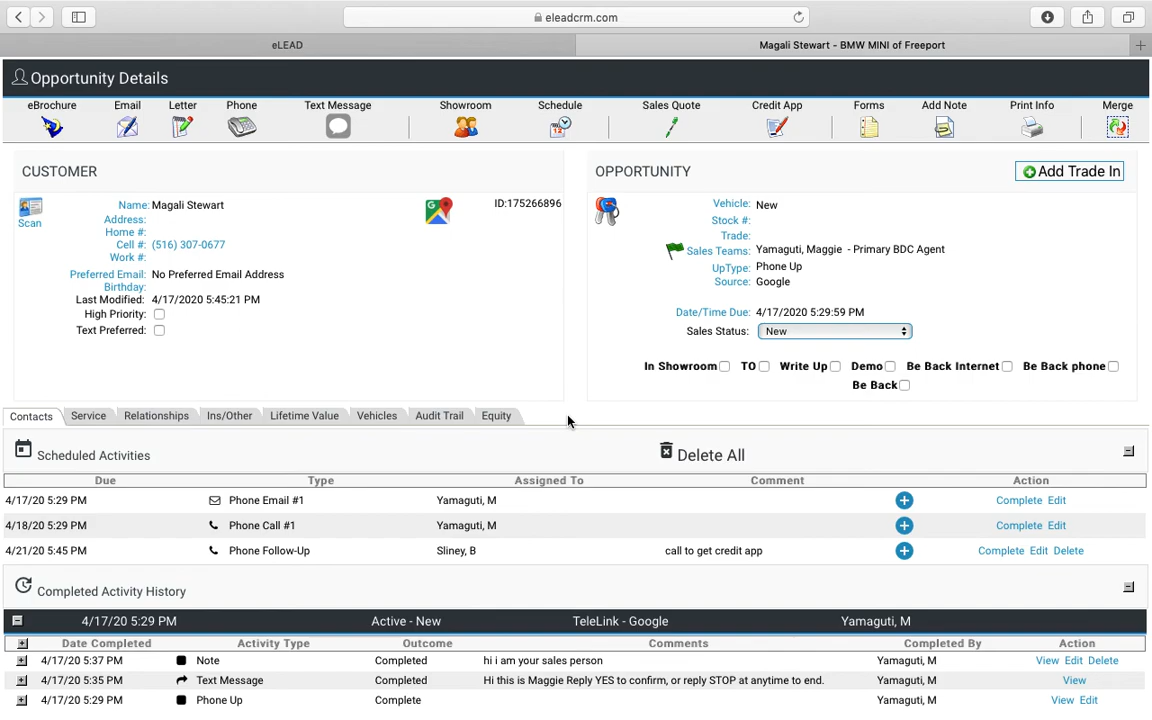 eleadcrm.com
eLEAD
Magali Stewart - BMW MINI of Freeport
Opportunity Details
eBrochure Email Letter Phone Text Message Showroom Schedule Sales Quote Credit App Forms Add Note Print Info Merge
CUSTOMER
Scan
Name: Magali Stewart
ID:175266896
Address:
Home #:
Cell #: (516) 307-0677
Work #:
Preferred Email: No Preferred Email Address
Birthday:
Last Modified: 4/17/2020 5:45:21 PM
High Priority:
Text Preferred:
OPPORTUNITY
Add Trade In
Vehicle: New
Stock #:
Trade:
Sales Teams: Yamaguti, Maggie - Primary BDC Agent
UpType: Phone Up
Source: Google
Date/Time Due: 4/17/2020 5:29:59 PM
Sales Status: New
In Showroom TO Write Up Demo Be Back Internet Be Back phone
Be Back
Contacts Service Relationships Ins/Other Lifetime Value Vehicles Audit Trail Equity
Scheduled Activities Delete All
Due Type Assigned To Comment Action
4/17/20 5:29 PM Phone Email #1 Yamaguti, M Complete Edit
4/18/20 5:29 PM Phone Call #1 Yamaguti, M Complete Edit
4/21/20 5:45 PM Phone Follow-Up Sliney, B call to get credit app Complete Edit Delete
Completed Activity History
4/17/20 5:29 PM Active - New TeleLink - Google Yamaguti, M
Date Completed Activity Type Outcome Comments Completed By Action
4/17/20 5:37 PM Note Completed hi i am your sales person Yamaguti, M View Edit Delete
4/17/20 5:35 PM Text Message Completed Hi this is Maggie Reply YES to confirm, or reply STOP at anytime to end. Yamaguti, M View
4/17/20 5:29 PM Phone Up Complete Yamaguti, M View Edit